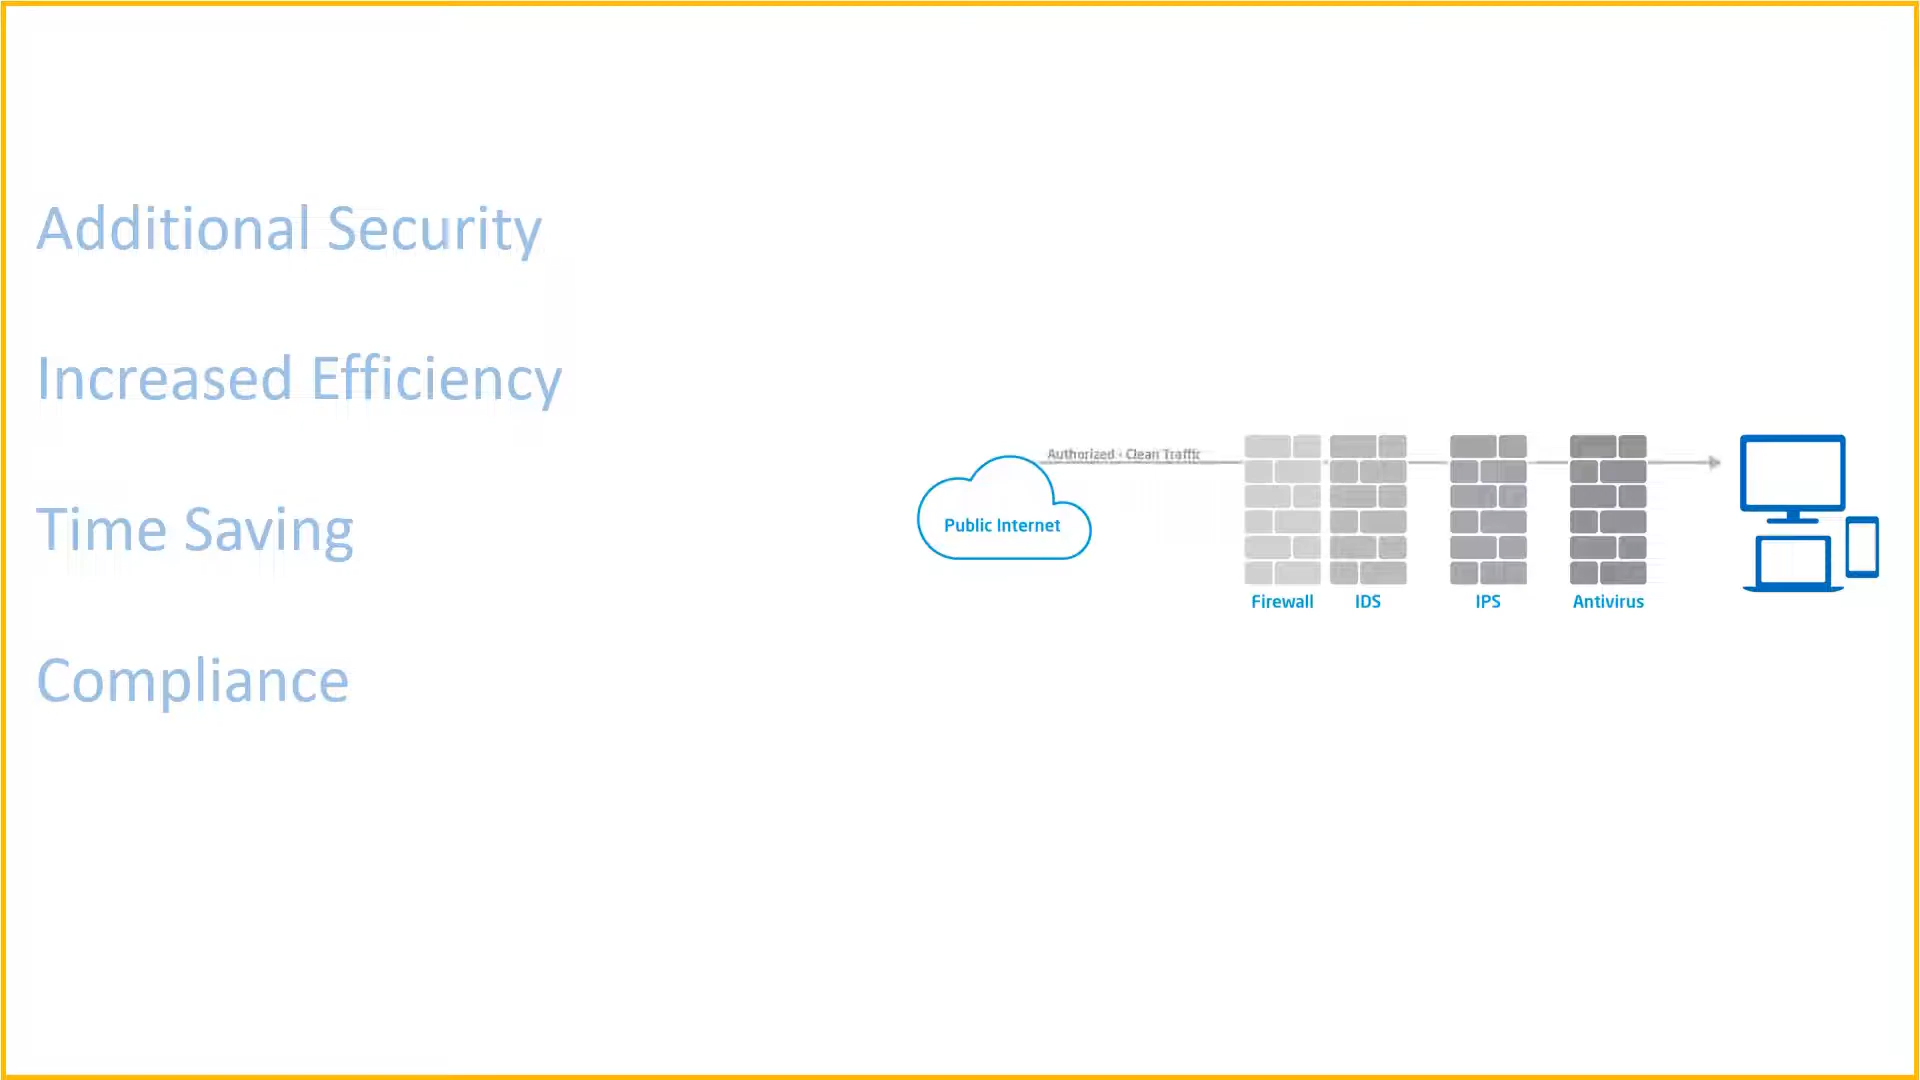 Additional Security
Increased Efficiency
Time Saving
Compliance
Authorized - Clean Traffic
Public Internet
Firewall
IDS
IPS
Antivirus